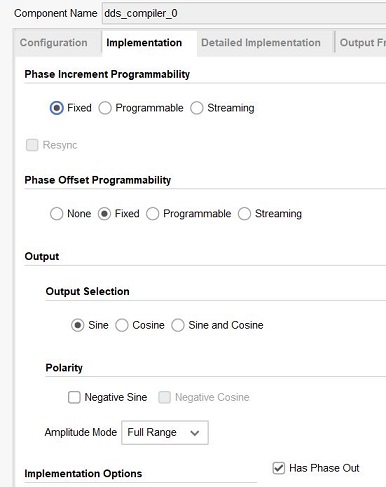 Component Name dds_compiler_0
Configuration Implementation Detailed Implementation Output Fr
Phase Increment Programmability
Fixed Programmable Streaming
Resync
Phase Offset Programmability
None Fixed Programmable Streaming
Output
Output Selection
Sine Cosine Sine and Cosine
Polarity
Negative Sine Negative Cosine
Amplitude Mode Full Range
Implementation Options Has Phase Out